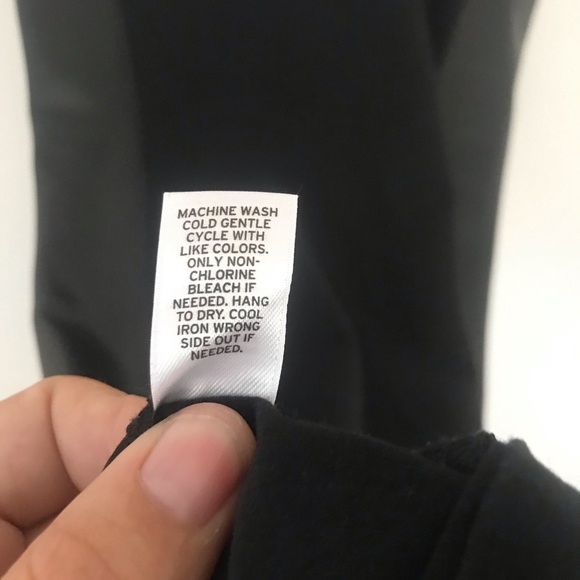 MACHINE WASH
COLD GENTLE
CYCLE WITH
LIKE COLORS.
ONLY NON-
CHLORINE
BLEACH IF
NEEDED. HANG
TO DRY. COOL
IRON WRONG
SIDE OUT IF
NEEDED.